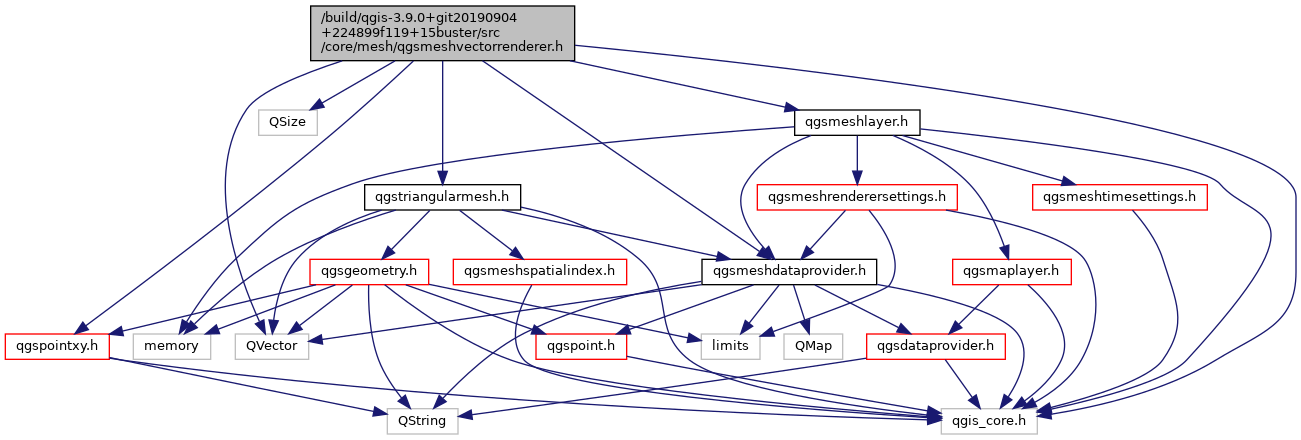 /build/qgis-3.9.0+git20190904
+224899f119+15buster/src
/core/mesh/qgsmeshvectorrenderer.h
QSize
qgsmeshlayer.h
qgstriangularmesh.h
qgsmeshrenderersettings.h
qgsmeshtimesettings.h
qgsgeometry.h
qgsmeshspatialindex.h
qgsmeshdataprovider.h
qgsmaplayer.h
qgspointxy.h
memory
QVector
qgspoint.h
limits
QMap
qgsdataprovider.h
QString
qgis_core.h